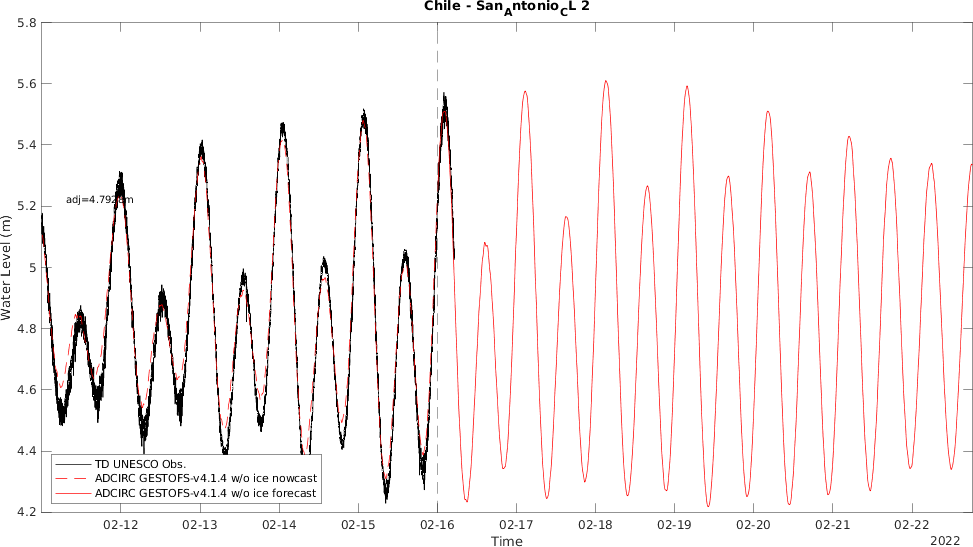 Chile - SanAntonioCL 2
5.8
5.6
5.4
5.2
5
4.8
4.6
4.4
4.2
Water Level (m)
adj=4.7928m
TD UNESCO Obs.
ADCIRC GESTOFS-v4.1.4 w/o ice nowcast
ADCIRC GESTOFS-v4.1.4 w/o ice forecast
02-12 02-13 02-14 02-15 02-16 02-17 02-18 02-19 02-20 02-21 02-22
Time
2022